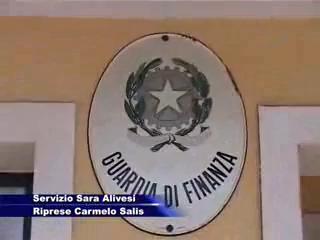 GUARDIA DI FINANZA
Servizio Sara Alivesi
Riprese Carmelo Salis